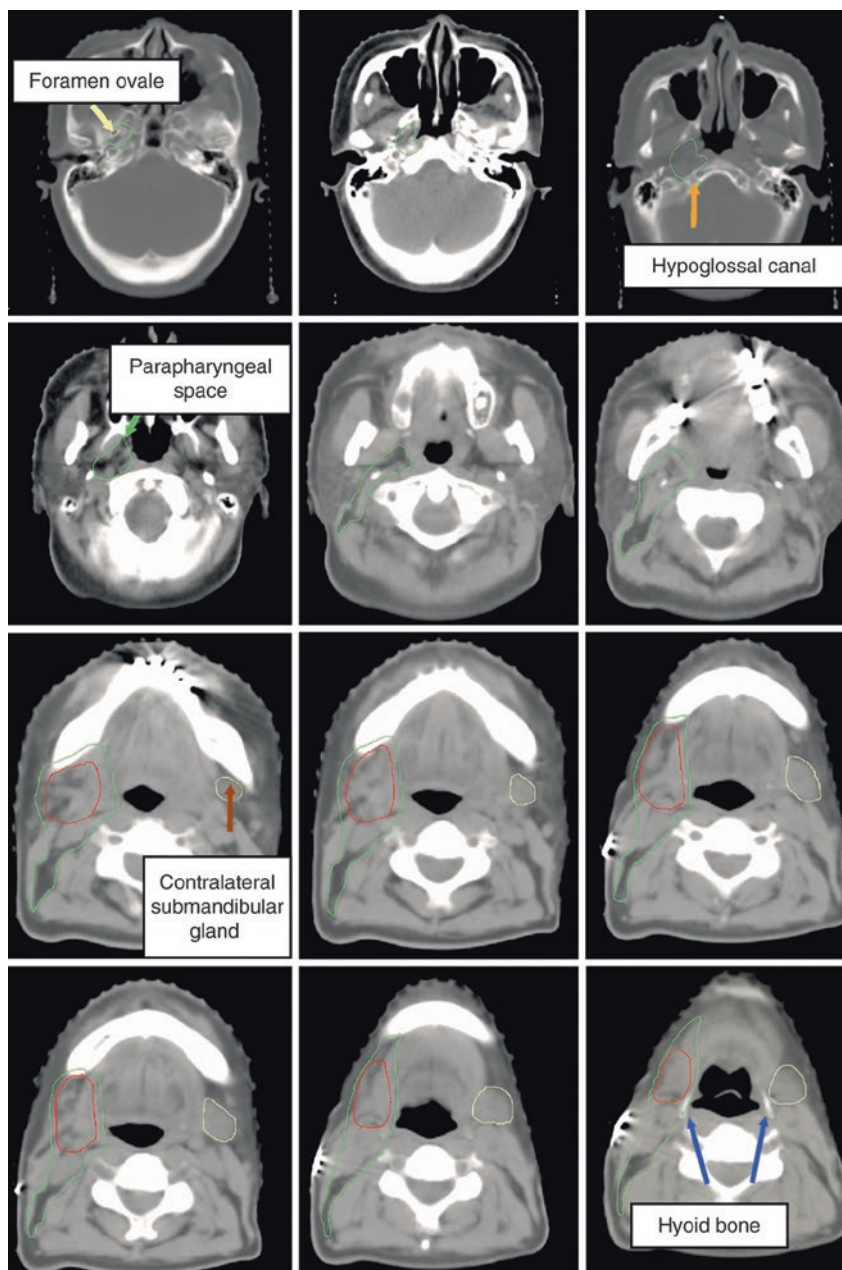 Foramen ovale
Hypoglossal canal
Parapharyngeal
space
Contralateral
submandibular
gland
Hyoid bone